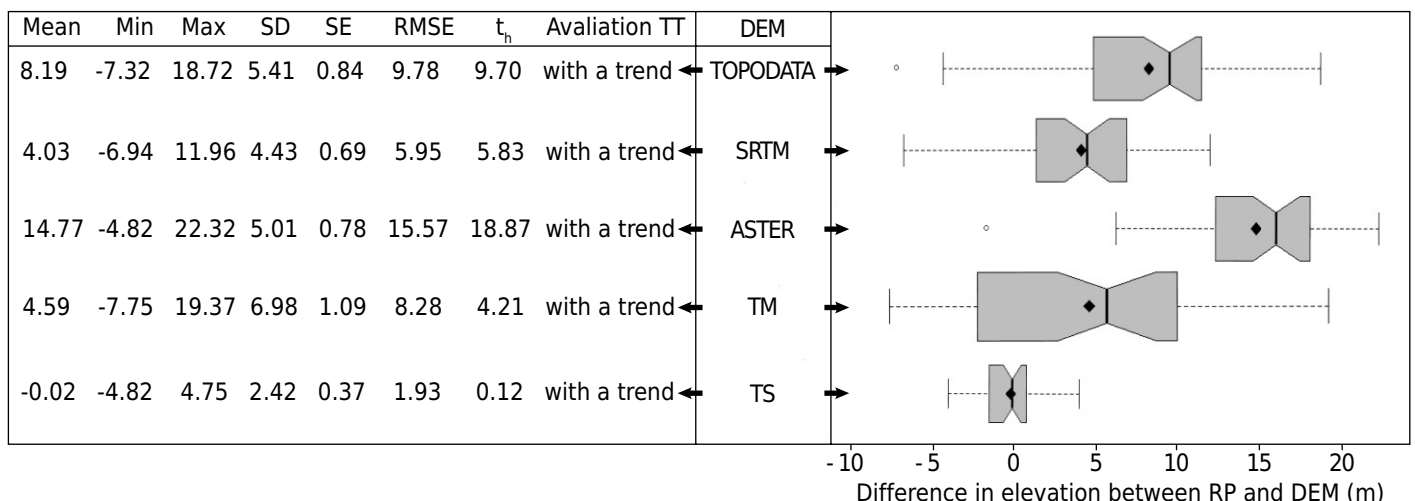 Mean Min Max SD SE RMSE th Avaliation TT DEM
8.19 -7.32 18.72 5.41 0.84 9.78 9.70 with a trend TOPODATA
4.03 -6.94 11.96 4.43 0.69 5.95 5.83 with a trend SRTM
14.77 -4.82 22.32 5.01 0.78 15.57 18.87 with a trend ASTER
4.59 -7.75 19.37 6.98 1.09 8.28 4.21 with a trend TM
-0.02 -4.82 4.75 2.42 0.37 1.93 0.12 with a trend TS
-10 -5 0 5 10 15 20
Difference in elevation between RP and DEM (m)